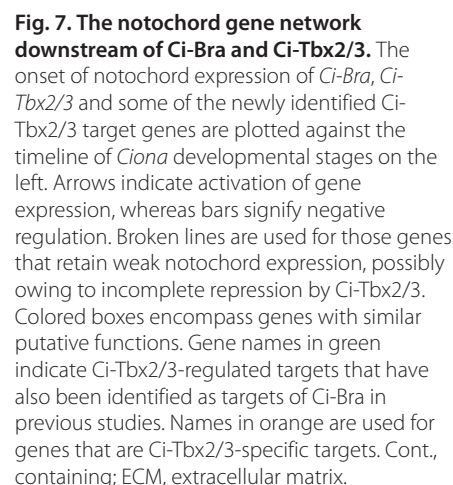 Fig. 7. The notochord gene network
downstream of Ci-Bra and Ci-Tbx2/3. The
onset of notochord expression of Ci-Bra, Ci-
Tbx2/3 and some of the newly identified Ci-
Tbx2/3 target genes are plotted against the
timeline of Ciona developmental stages on the
left. Arrows indicate activation of gene
expression, whereas bars signify negative
regulation. Broken lines are used for those genes
that retain weak notochord expression, possibly
owing to incomplete repression by Ci-Tbx2/3.
Colored boxes encompass genes with similar
putative functions. Gene names in green
indicate Ci-Tbx2/3-regulated targets that have
also been identified as targets of Ci-Bra in
previous studies. Names in orange are used for
genes that are Ci-Tbx2/3-specific targets. Cont.,
containing; ECM, extracellular matrix.